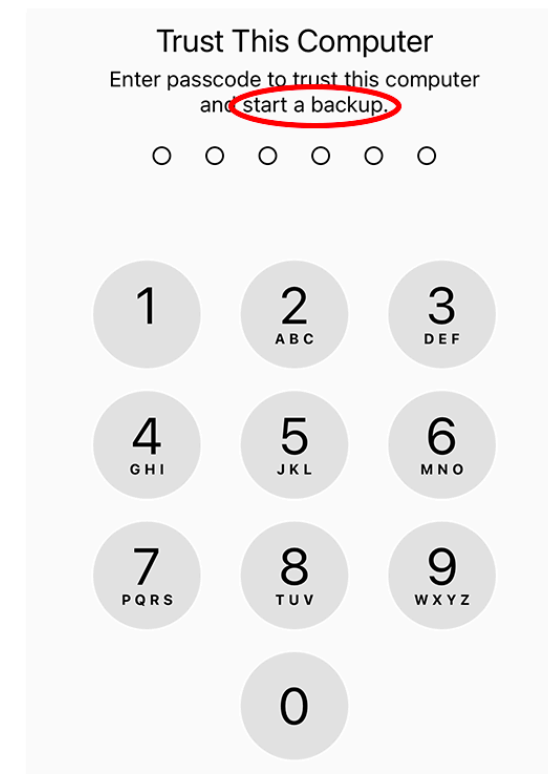 Trust This Computer
Enter passcode to trust this computer
and start a backup.
1 2 3
ABC DEF
4 5 6
GHI JKL MNO
7 8 9
PQRS TUV WXYZ
0